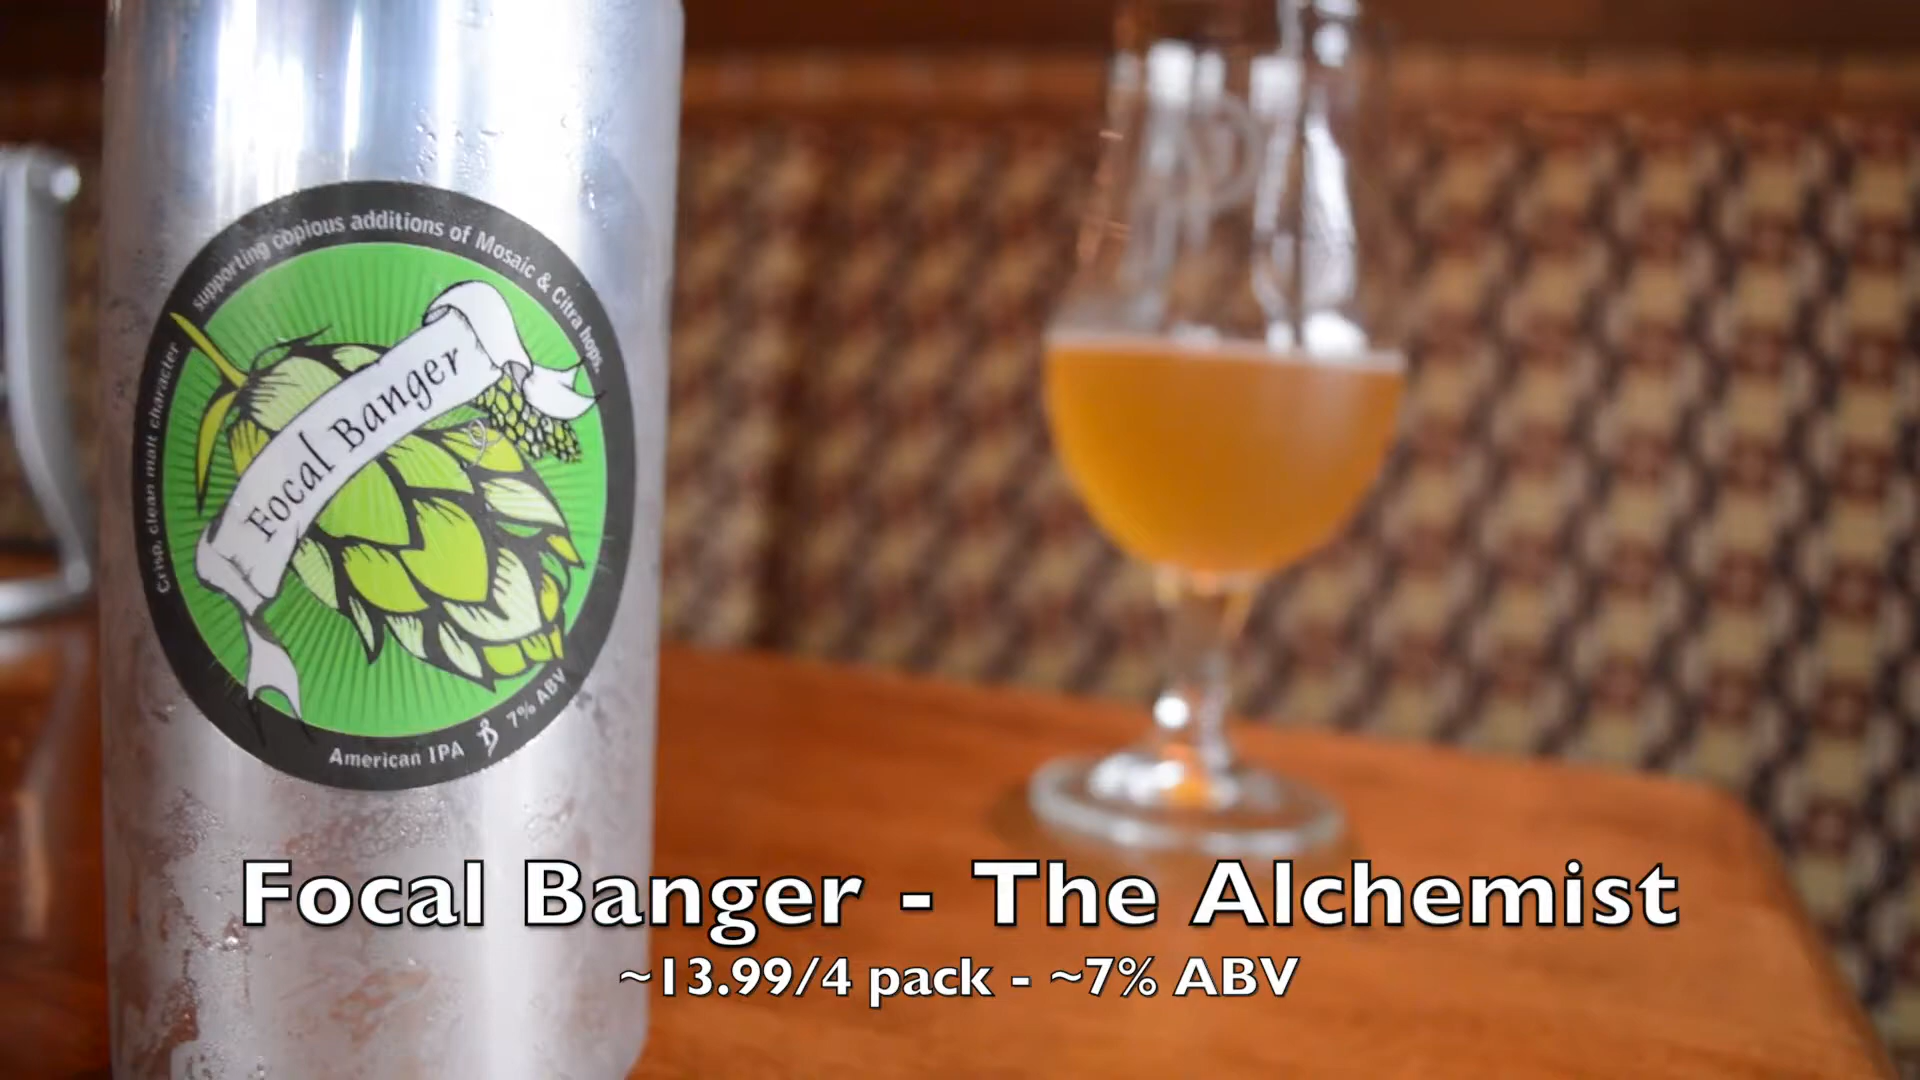 Crisp, clean malt character
supporting copious additions of Mosaic & Citra hops.
Focal Banger
American IPA
7% ABV
Focal Banger - The Alchemist
~13.99/4 pack - ~7% ABV